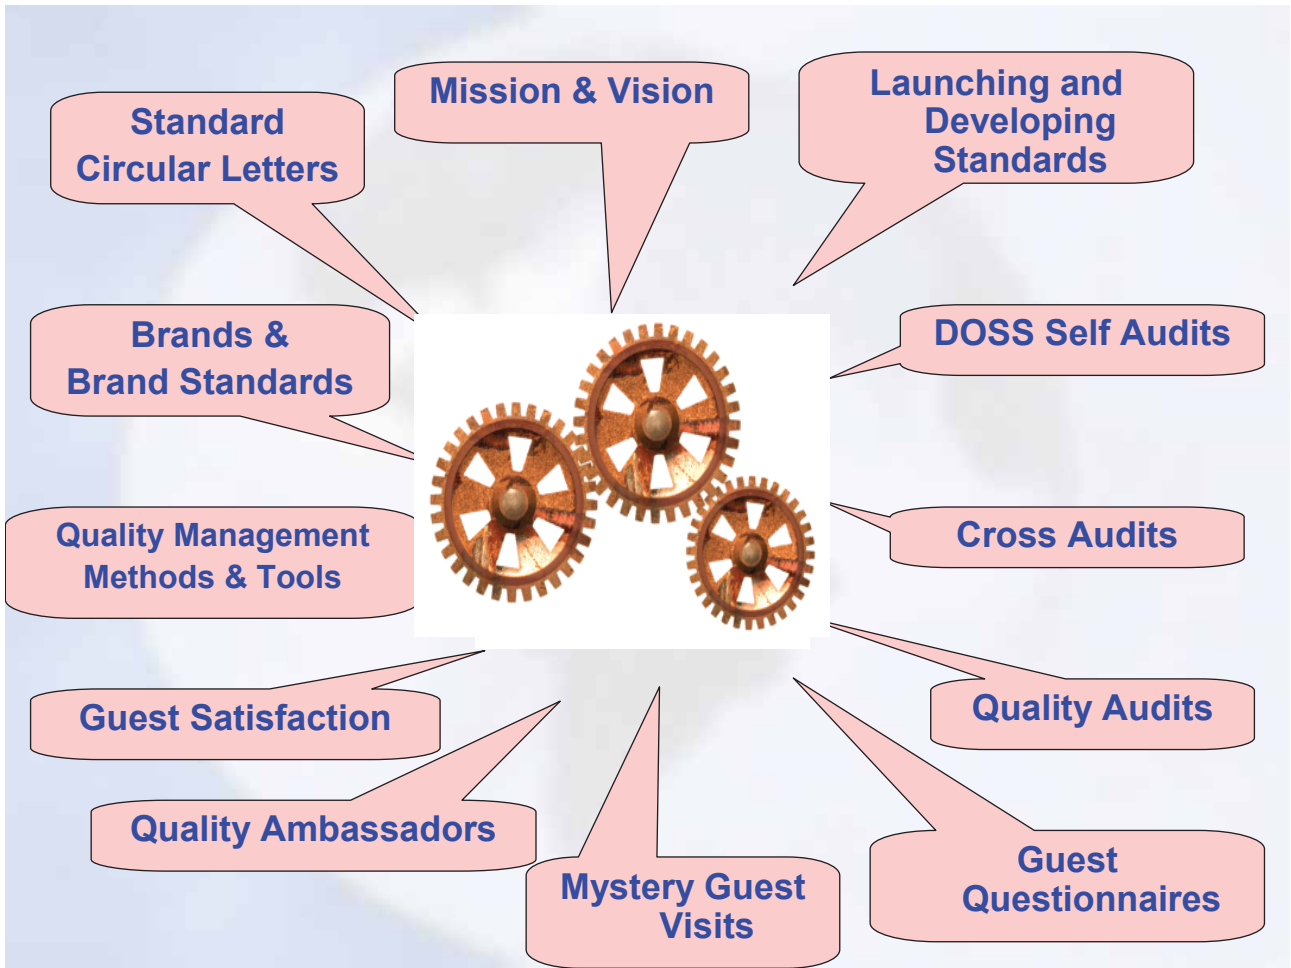 Mission & Vision
Launching and
Developing
Standards
Standard
Circular Letters
Brands &
Brand Standards
DOSS Self Audits
Quality Management
Methods & Tools
Cross Audits
Guest Satisfaction
Quality Audits
Quality Ambassadors
Mystery Guest
Visits
Guest
Questionnaires